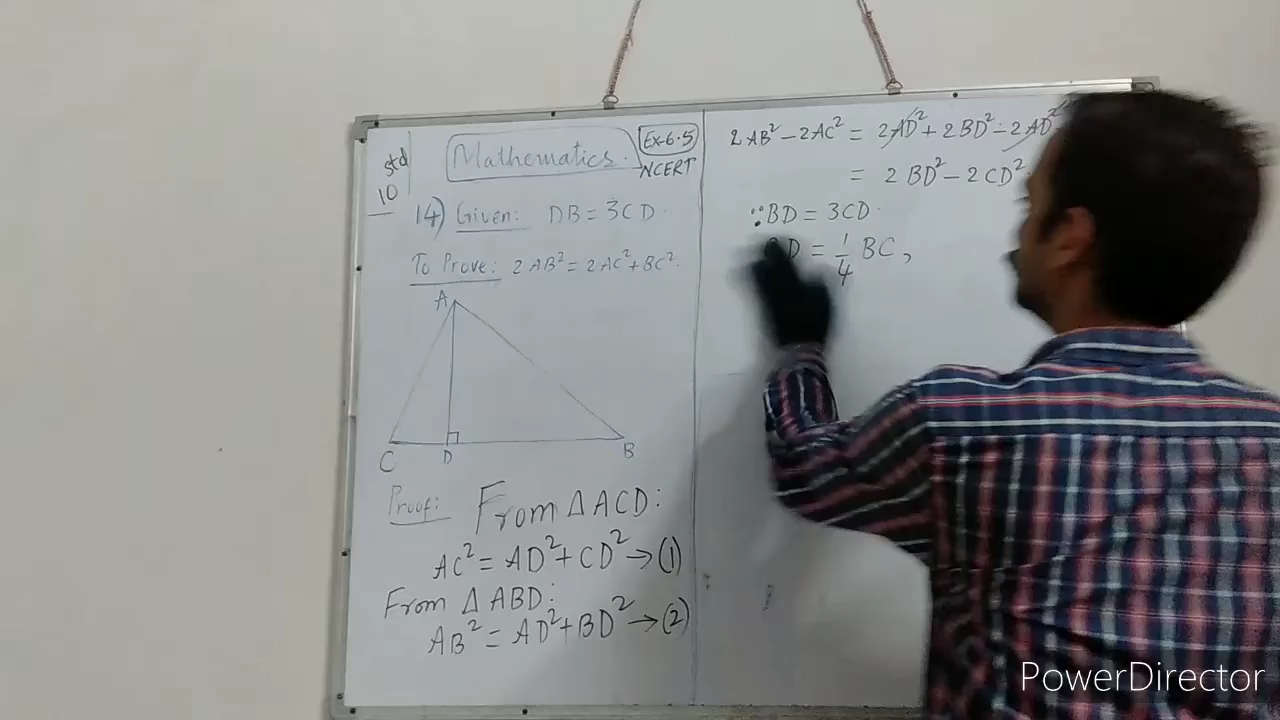 std
10
Mathematics.
Ex-6.5
NCERT
14) Given: DB = 3CD.
To Prove: 2AB² = 2AC² + BC².
A
C D B
Proof: From ΔACD:
AC² = AD² + CD² → (1)
From ΔABD:
AB² = AD² + BD² → (2)
2AB² - 2AC² = 2AD² + 2BD² - 2AD²
= 2BD² - 2CD²
∵ BD = 3CD.
D = 1/4 BC,
PowerDirector